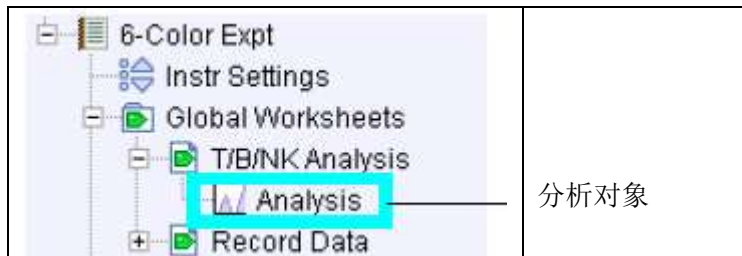 6-Color Expt
Instr Settings
Global Worksheets
T/B/NK Analysis
Analysis
分析对象
Record Data